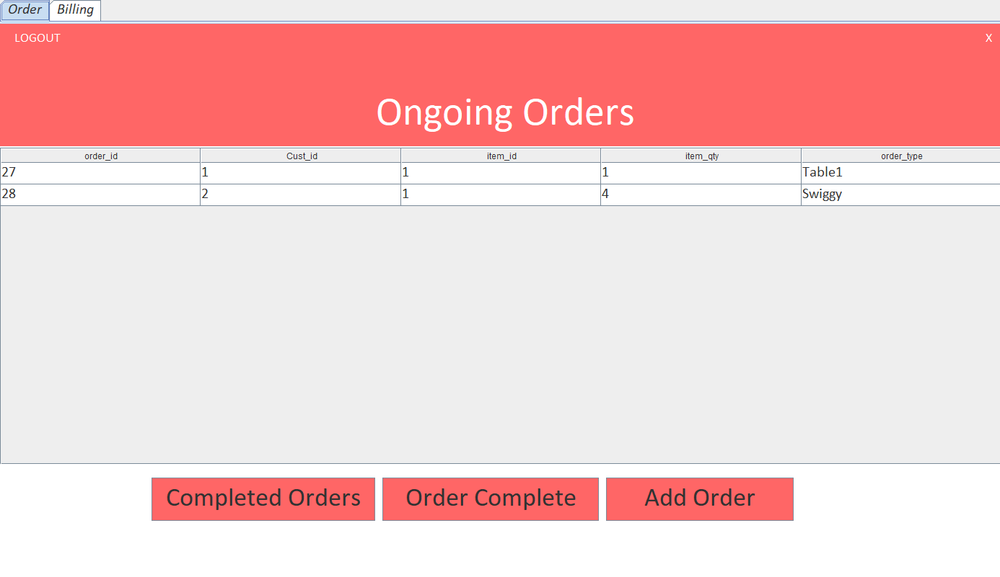 Order Billing
LOGOUT X
Ongoing Orders
order_id Cust_id item_id item_qty order_type
27 1 1 1 Table1
28 2 1 4 Swiggy
Completed Orders Order Complete Add Order